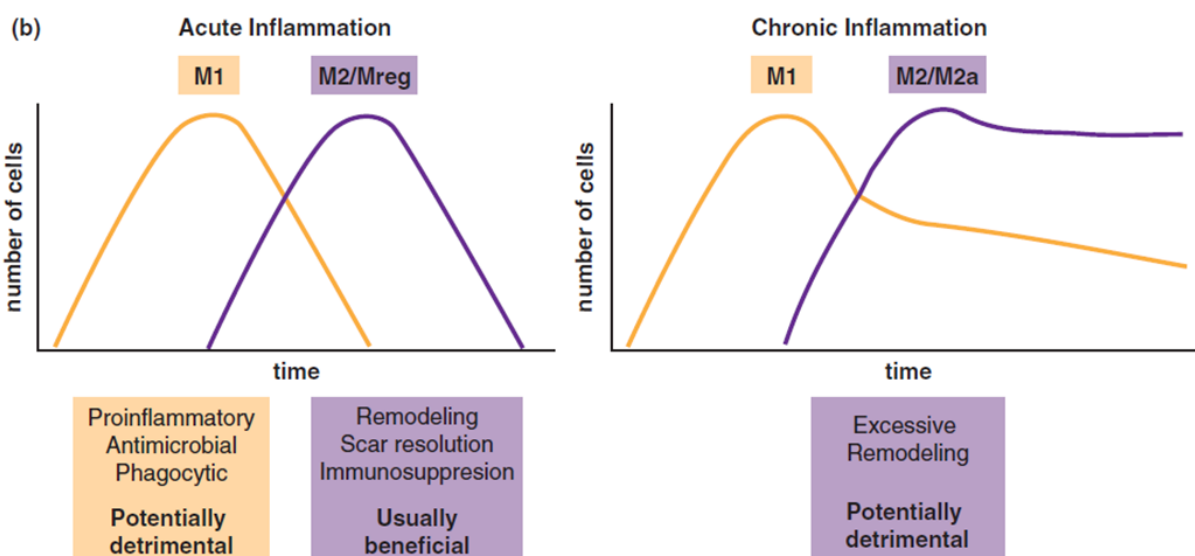 (b)
Acute Inflammation
M1
M2/Mreg
number of cells
time
Proinflammatory
Antimicrobial
Phagocytic
Potentially
detrimental
Remodeling
Scar resolution
Immunosuppresion
Usually
beneficial
Chronic Inflammation
M1
M2/M2a
number of cells
time
Excessive
Remodeling
Potentially
detrimental